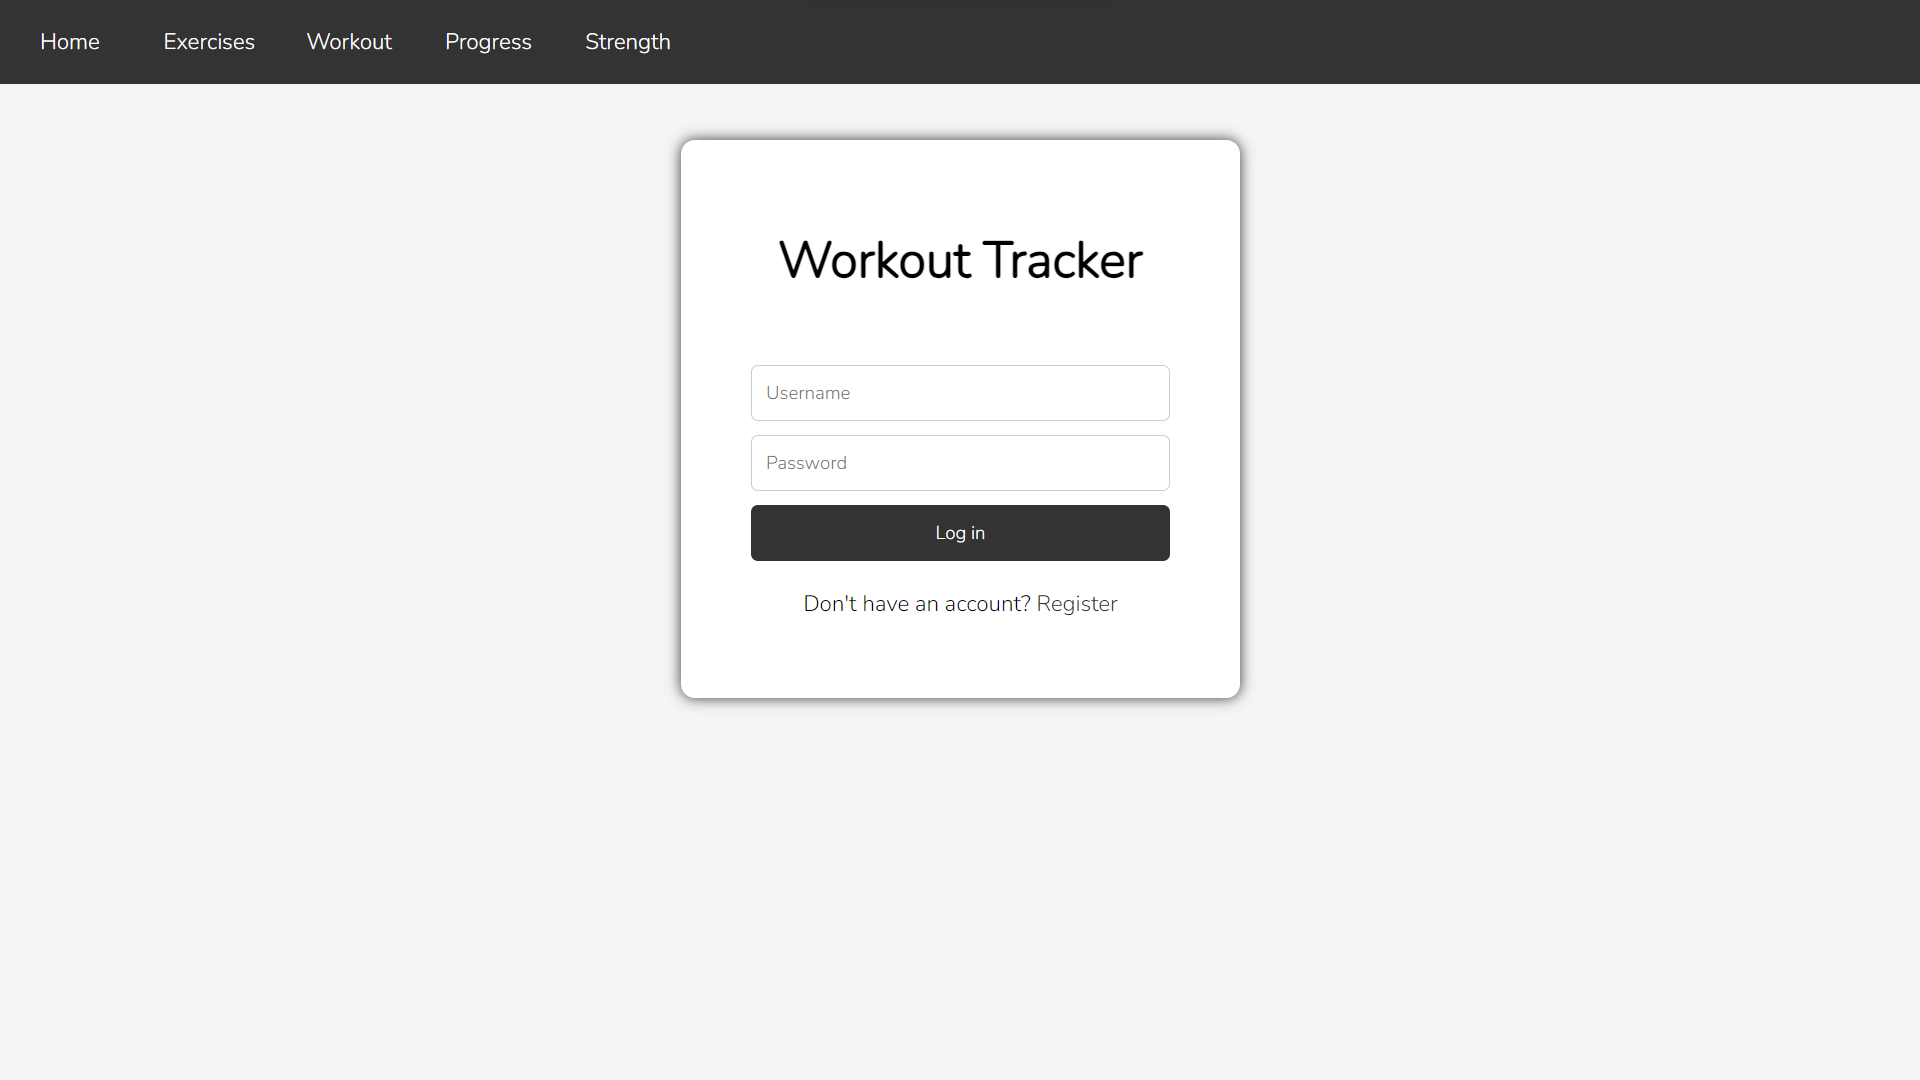 Home Exercises Workout Progress Strength
Workout Tracker
Username
Password
Log in
Don't have an account? Register